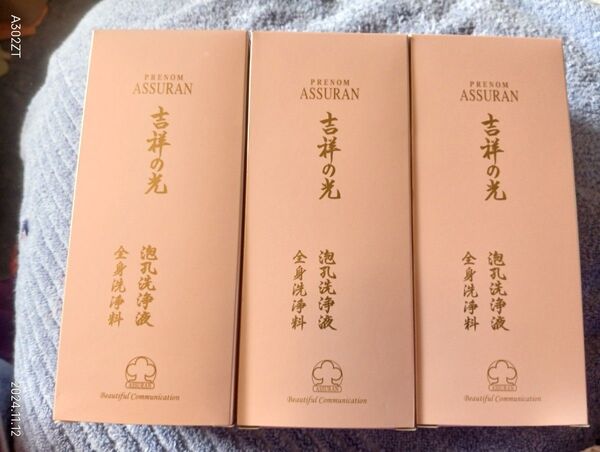 A302ZT
2024.11.12
PRENOM
ASSURAN
吉祥の光
泡孔洗浄液
全身洗浄料
ASSURAN
Beautiful Communication
PRENOM
ASSURAN
吉祥の光
泡孔洗浄液
全身洗浄料
ASSURAN
Beautiful Communication
PRENOM
ASSURAN
吉祥の光
泡孔洗浄液
全身洗浄料
ASSURAN
Beautiful Communication